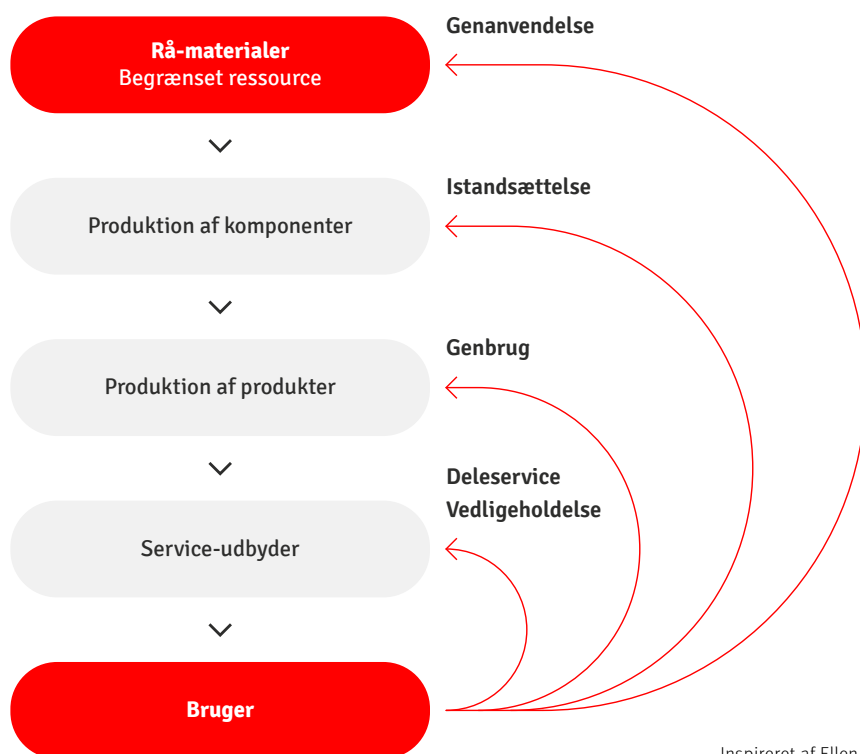 Genanvendelse
Rå-materialer
Begrænset ressource
Istandsættelse
Produktion af komponenter
Genbrug
Produktion af produkter
Deleservice
Vedligeholdelse
Service-udbyder
Bruger
Inspireret af Ellen